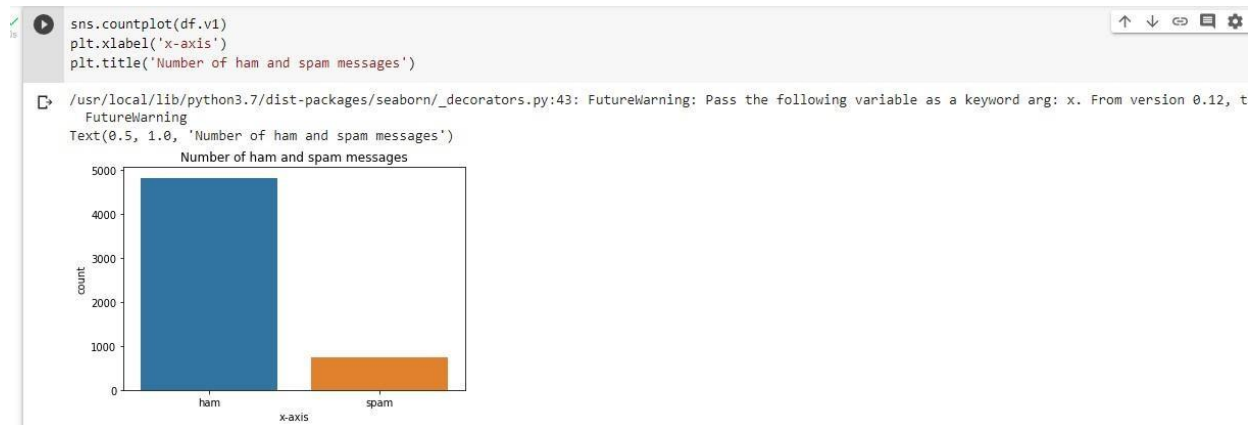 sns.countplot(df.v1)
plt.xlabel('x-axis')
plt.title('Number of ham and spam messages')
/usr/local/lib/python3.7/dist-packages/seaborn/_decorators.py:43: FutureWarning: Pass the following variable as a keyword arg: x. From version 0.12, t
FutureWarning
Text(0.5, 1.0, 'Number of ham and spam messages')
Number of ham and spam messages
5000
4000
3000
2000
1000
0
count
ham spam
x-axis